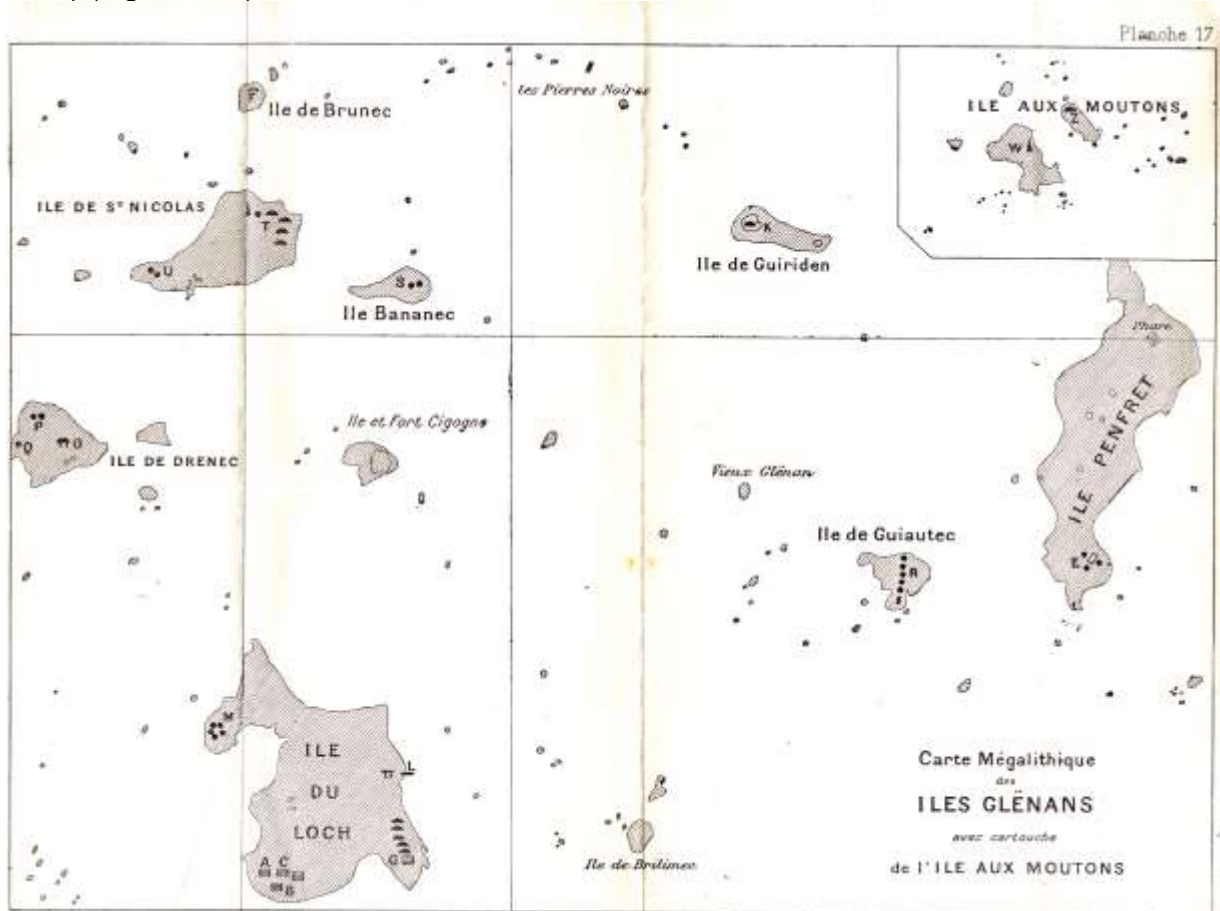 Planche 17
F
Ile de Brunec
les Pierres Noires
ILE AUX MOUTONS
Z
W
ILE DE Sᵀ NICOLAS
T
U
S
Ile Bananec
K
Ile de Guiriden
Phare
ILE PENFRET
P
Q
O
ILE DE DRENEC
Ile et Fort Cigogne
Vieux Glénan
Ile de Guiautec
R
E
M
ILE
DU
LOCH
L
A C
B
G
Ile de Brilimec
Carte Mégalithique
des
ILES GLËNANS
avec cartouche
de l'ILE AUX MOUTONS